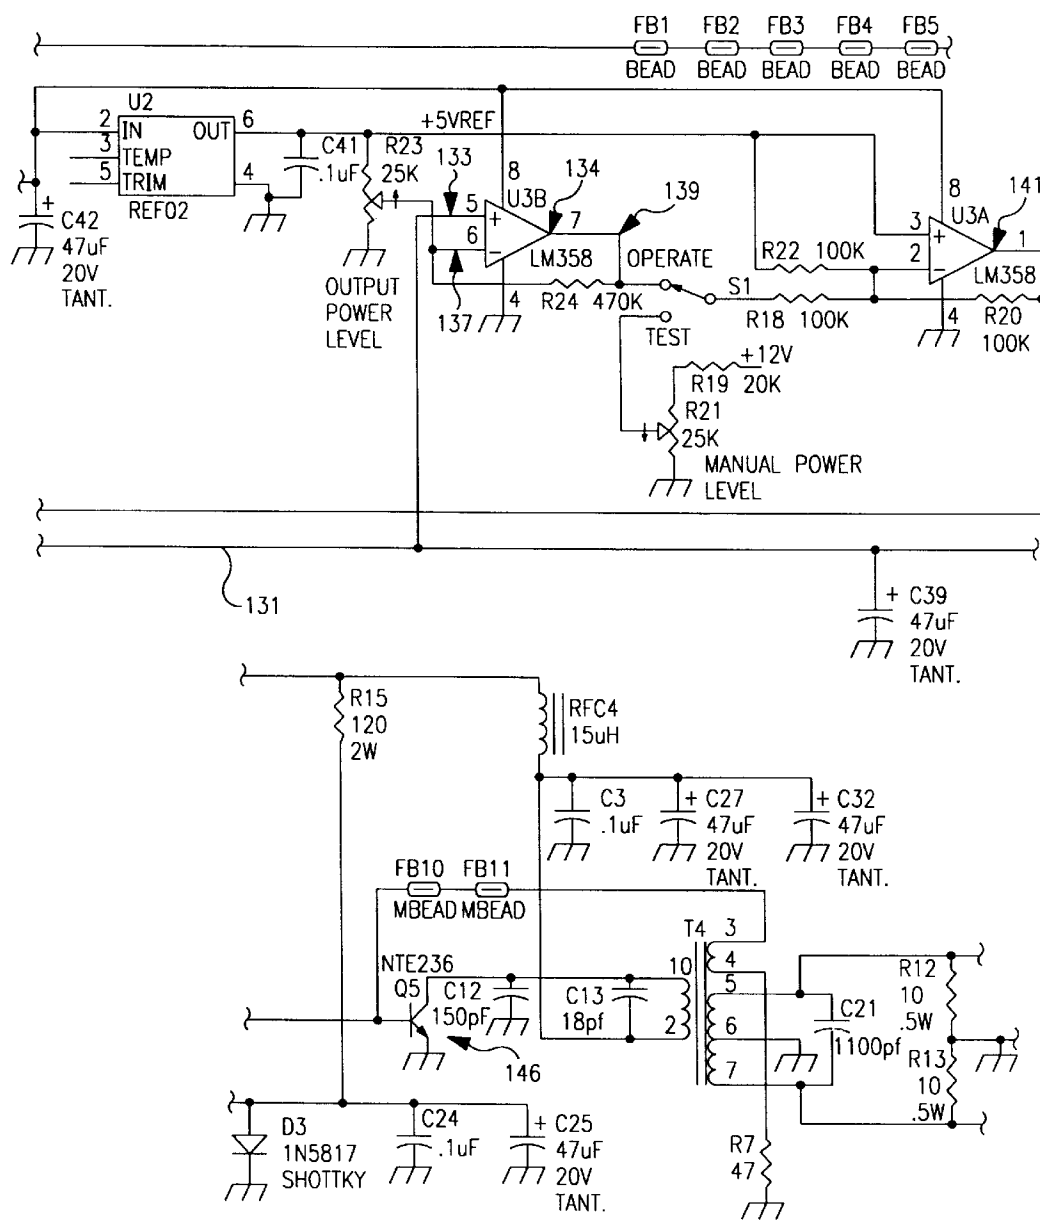 FB1 FB2 FB3 FB4 FB5
BEAD BEAD BEAD BEAD BEAD
U2
2 IN OUT 6
3 TEMP
5 TRIM 4
REF02
+5VREF
C41
.1uF
R23
25K
133
134
139
141
C42
+
47uF
20V
TANT.
OUTPUT
POWER
LEVEL
8
5 +
6 -
U3B
7
LM358
4
137
R24 470K
OPERATE
S1
TEST
R22 100K
R18 100K
8
3 +
2 -
U3A
1
LM358
4
R20
100K
+12V
R19 20K
R21
25K
MANUAL POWER
LEVEL
131
+ C39
47uF
20V
TANT.
R15
120
2W
RFC4
15uH
C3
.1uF
+ C27
47uF
20V
TANT.
+ C32
47uF
20V
TANT.
FB10 FB11
MBEAD MBEAD
NTE236
Q5
146
C12
150pF
C13
18pf
T4
10
2
3
4
5
6
7
C21
1100pf
R12
10
.5W
R13
10
.5W
D3
1N5817
SHOTTKY
C24
.1uF
+ C25
47uF
20V
TANT.
R7
47